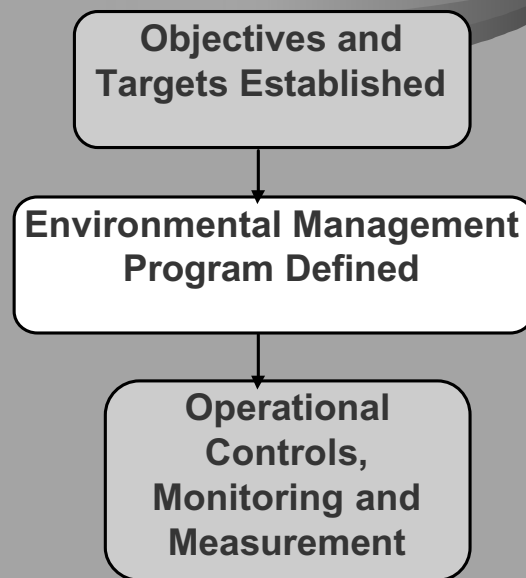 Objectives and
Targets Established
Environmental Management
Program Defined
Operational
Controls,
Monitoring and
Measurement